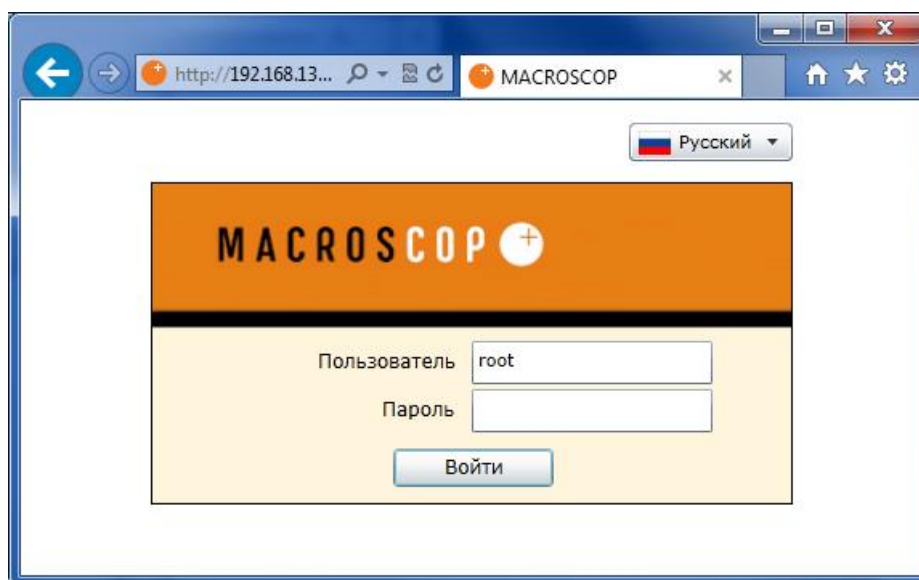 http://192.168.13... MACROSCOP
Русский
MACROSCOP
Пользователь root
Пароль
Войти